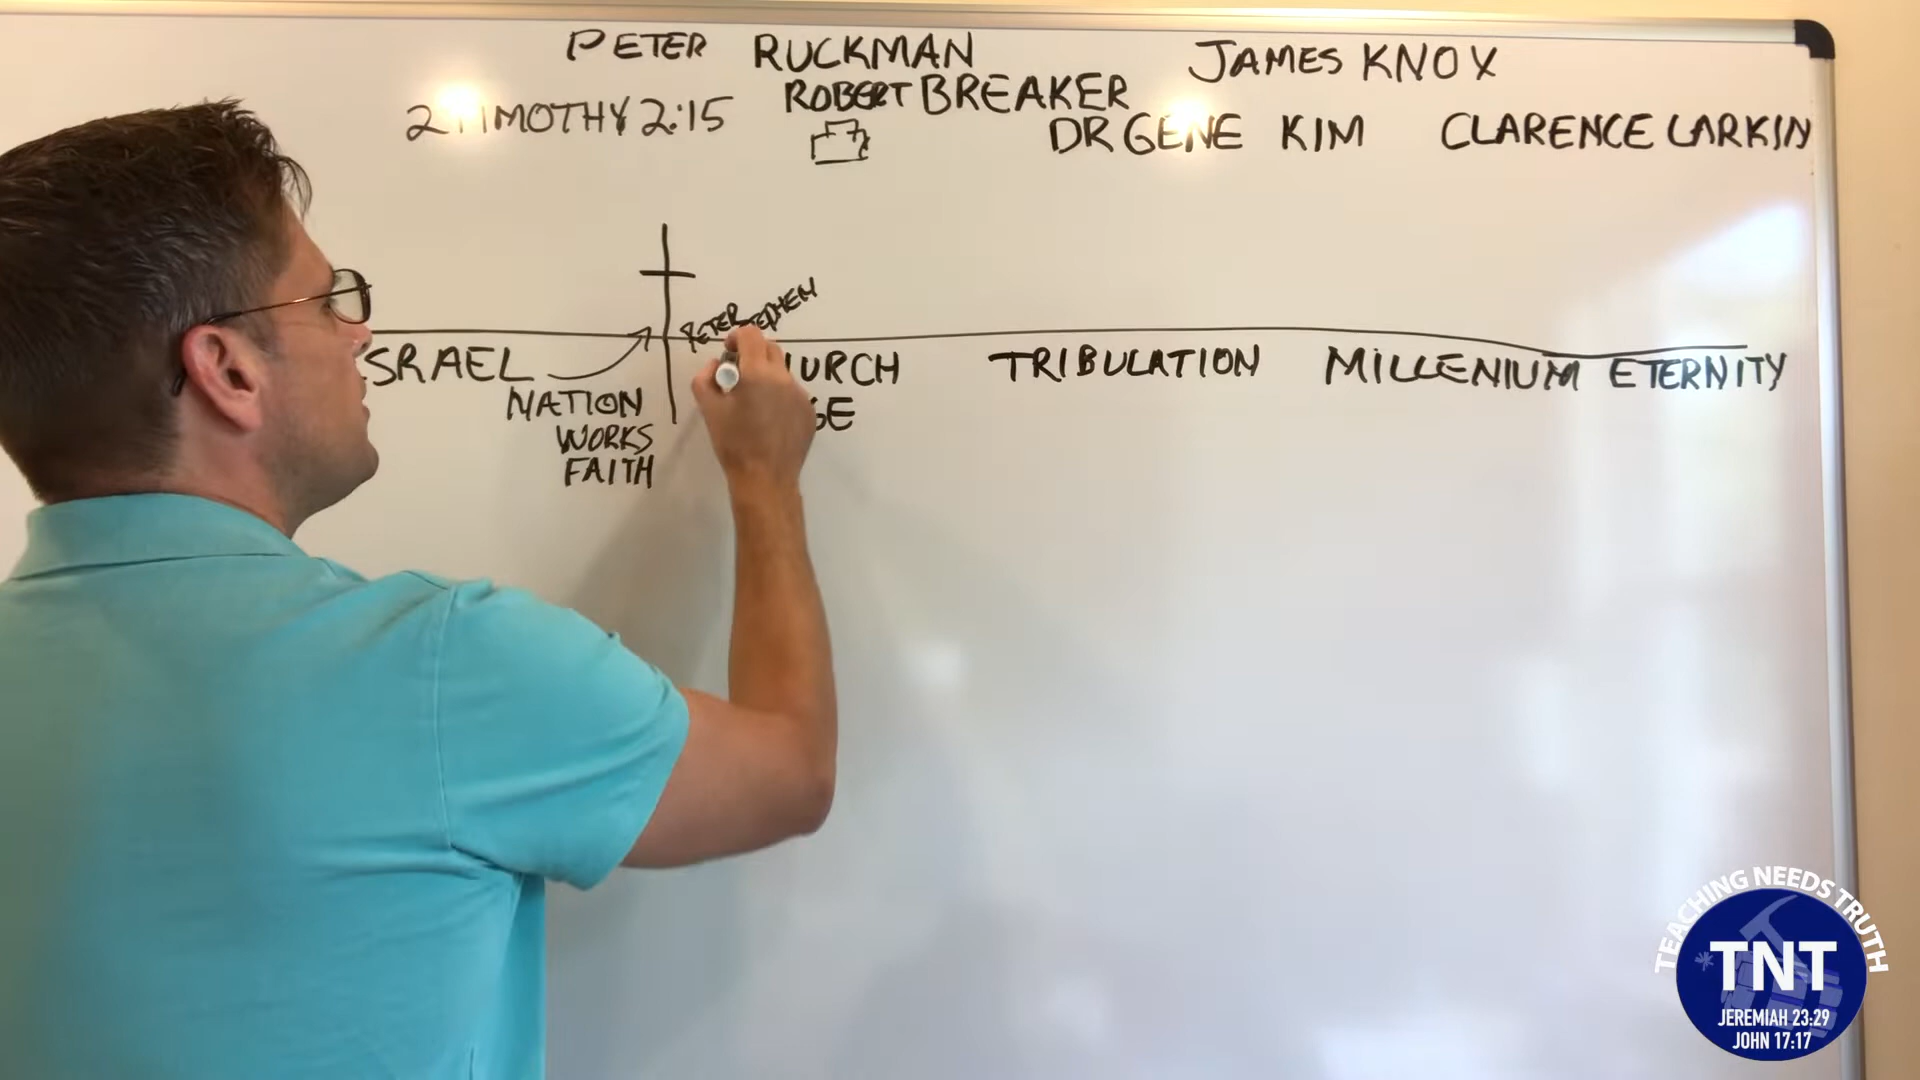 PETER RUCKMAN
JAMES KNOX
ROBERT BREAKER
2 TIMOTHY 2:15
DR GENE KIM
CLARENCE LARKIN
PETER
SRAEL
URCH
TRIBULATION
MILLENIUM
ETERNITY
NATION
WORKS
FAITH
GE
TEACHING NEEDS TRUTH
*TNT
JEREMIAH 23:29
JOHN 17:17